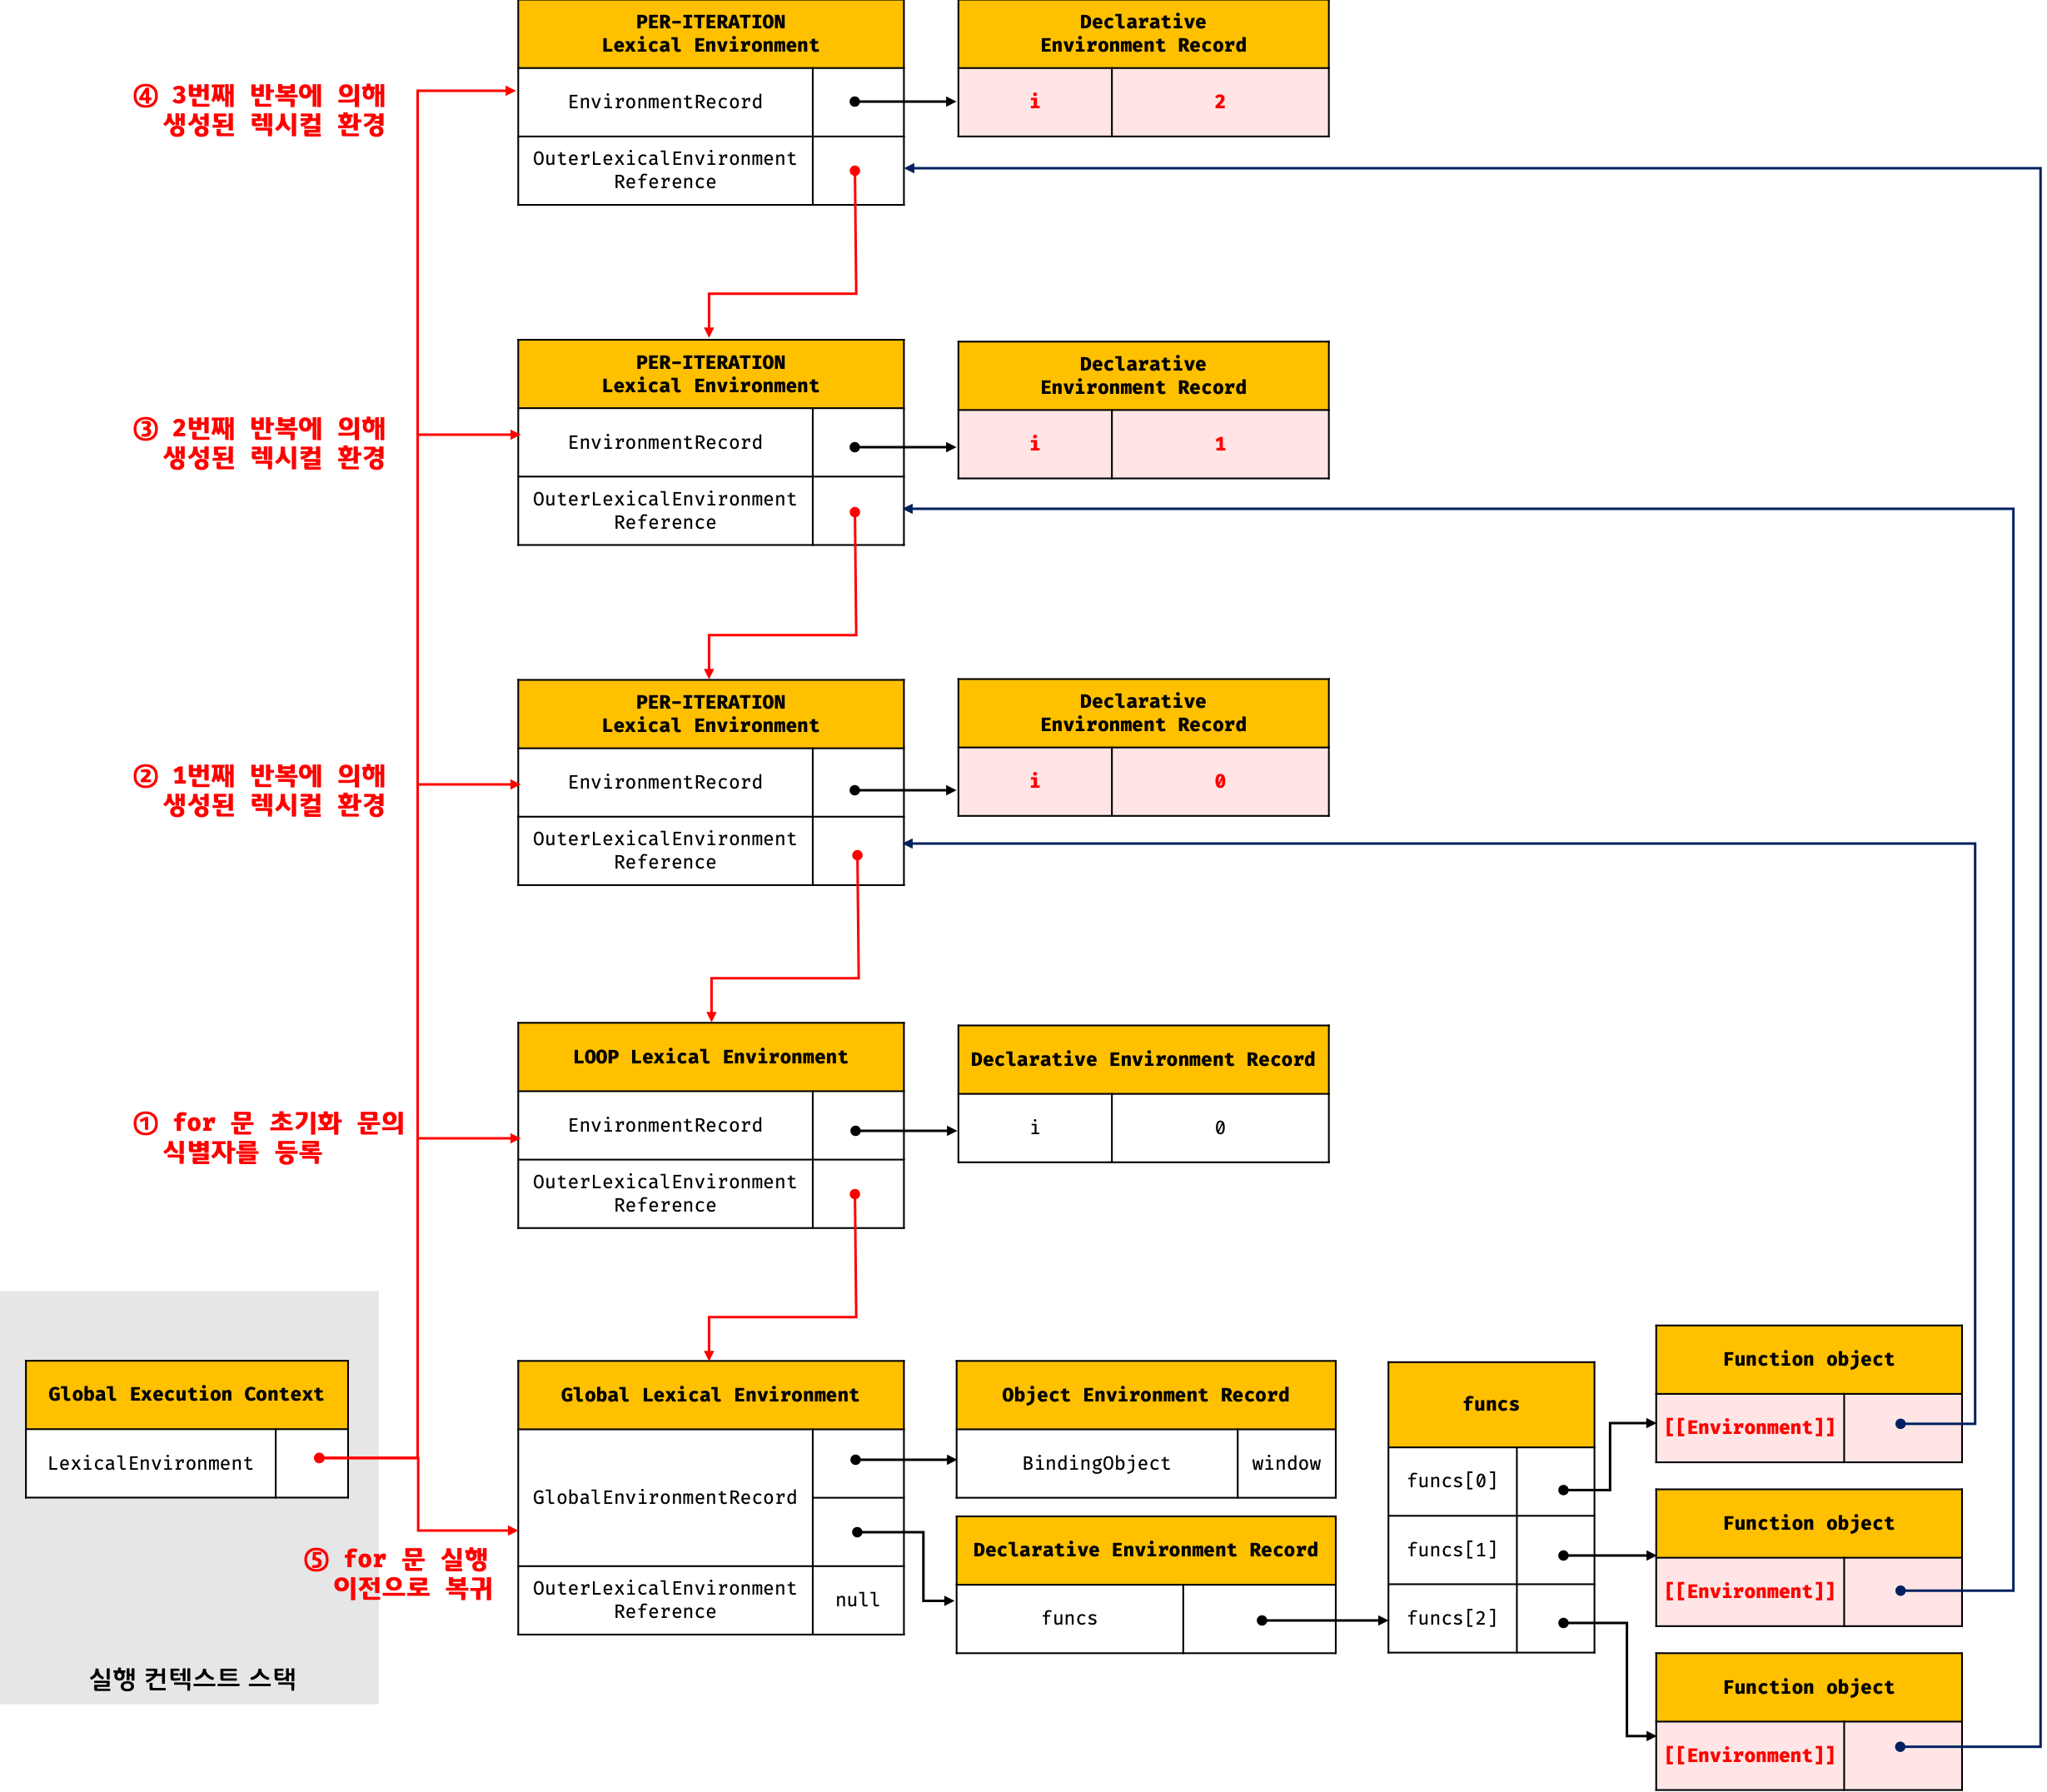 PER-ITERATION
Lexical Environment
Declarative
Environment Record
④ 3번째 반복에 의해
생성된 렉시컬 환경
EnvironmentRecord
i
2
OuterLexicalEnvironment
Reference
PER-ITERATION
Lexical Environment
Declarative
Environment Record
③ 2번째 반복에 의해
생성된 렉시컬 환경
EnvironmentRecord
i
1
OuterLexicalEnvironment
Reference
PER-ITERATION
Lexical Environment
Declarative
Environment Record
② 1번째 반복에 의해
생성된 렉시컬 환경
EnvironmentRecord
i
0
OuterLexicalEnvironment
Reference
LOOP Lexical Environment
Declarative Environment Record
① for 문 초기화 문의
식별자를 등록
EnvironmentRecord
i
0
OuterLexicalEnvironment
Reference
Global Execution Context
LexicalEnvironment
⑤ for 문 실행
이전으로 복귀
실행 컨텍스트 스택
Global Lexical Environment
GlobalEnvironmentRecord
OuterLexicalEnvironment
Reference
null
Object Environment Record
BindingObject
window
Declarative Environment Record
funcs
funcs
funcs[0]
funcs[1]
funcs[2]
Function object
[[Environment]]
Function object
[[Environment]]
Function object
[[Environment]]